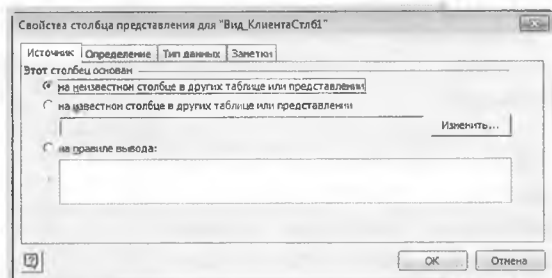 Свойства столбца представления для "Вид_КлиентаСтлб1"
Источник Определение Тип данных Заметки
Этот столбец основан
на неизвестном столбце в других таблице или представлении
на известном столбце в других таблице или представлении
Изменить...
на правиле вывода:
OK Отмена